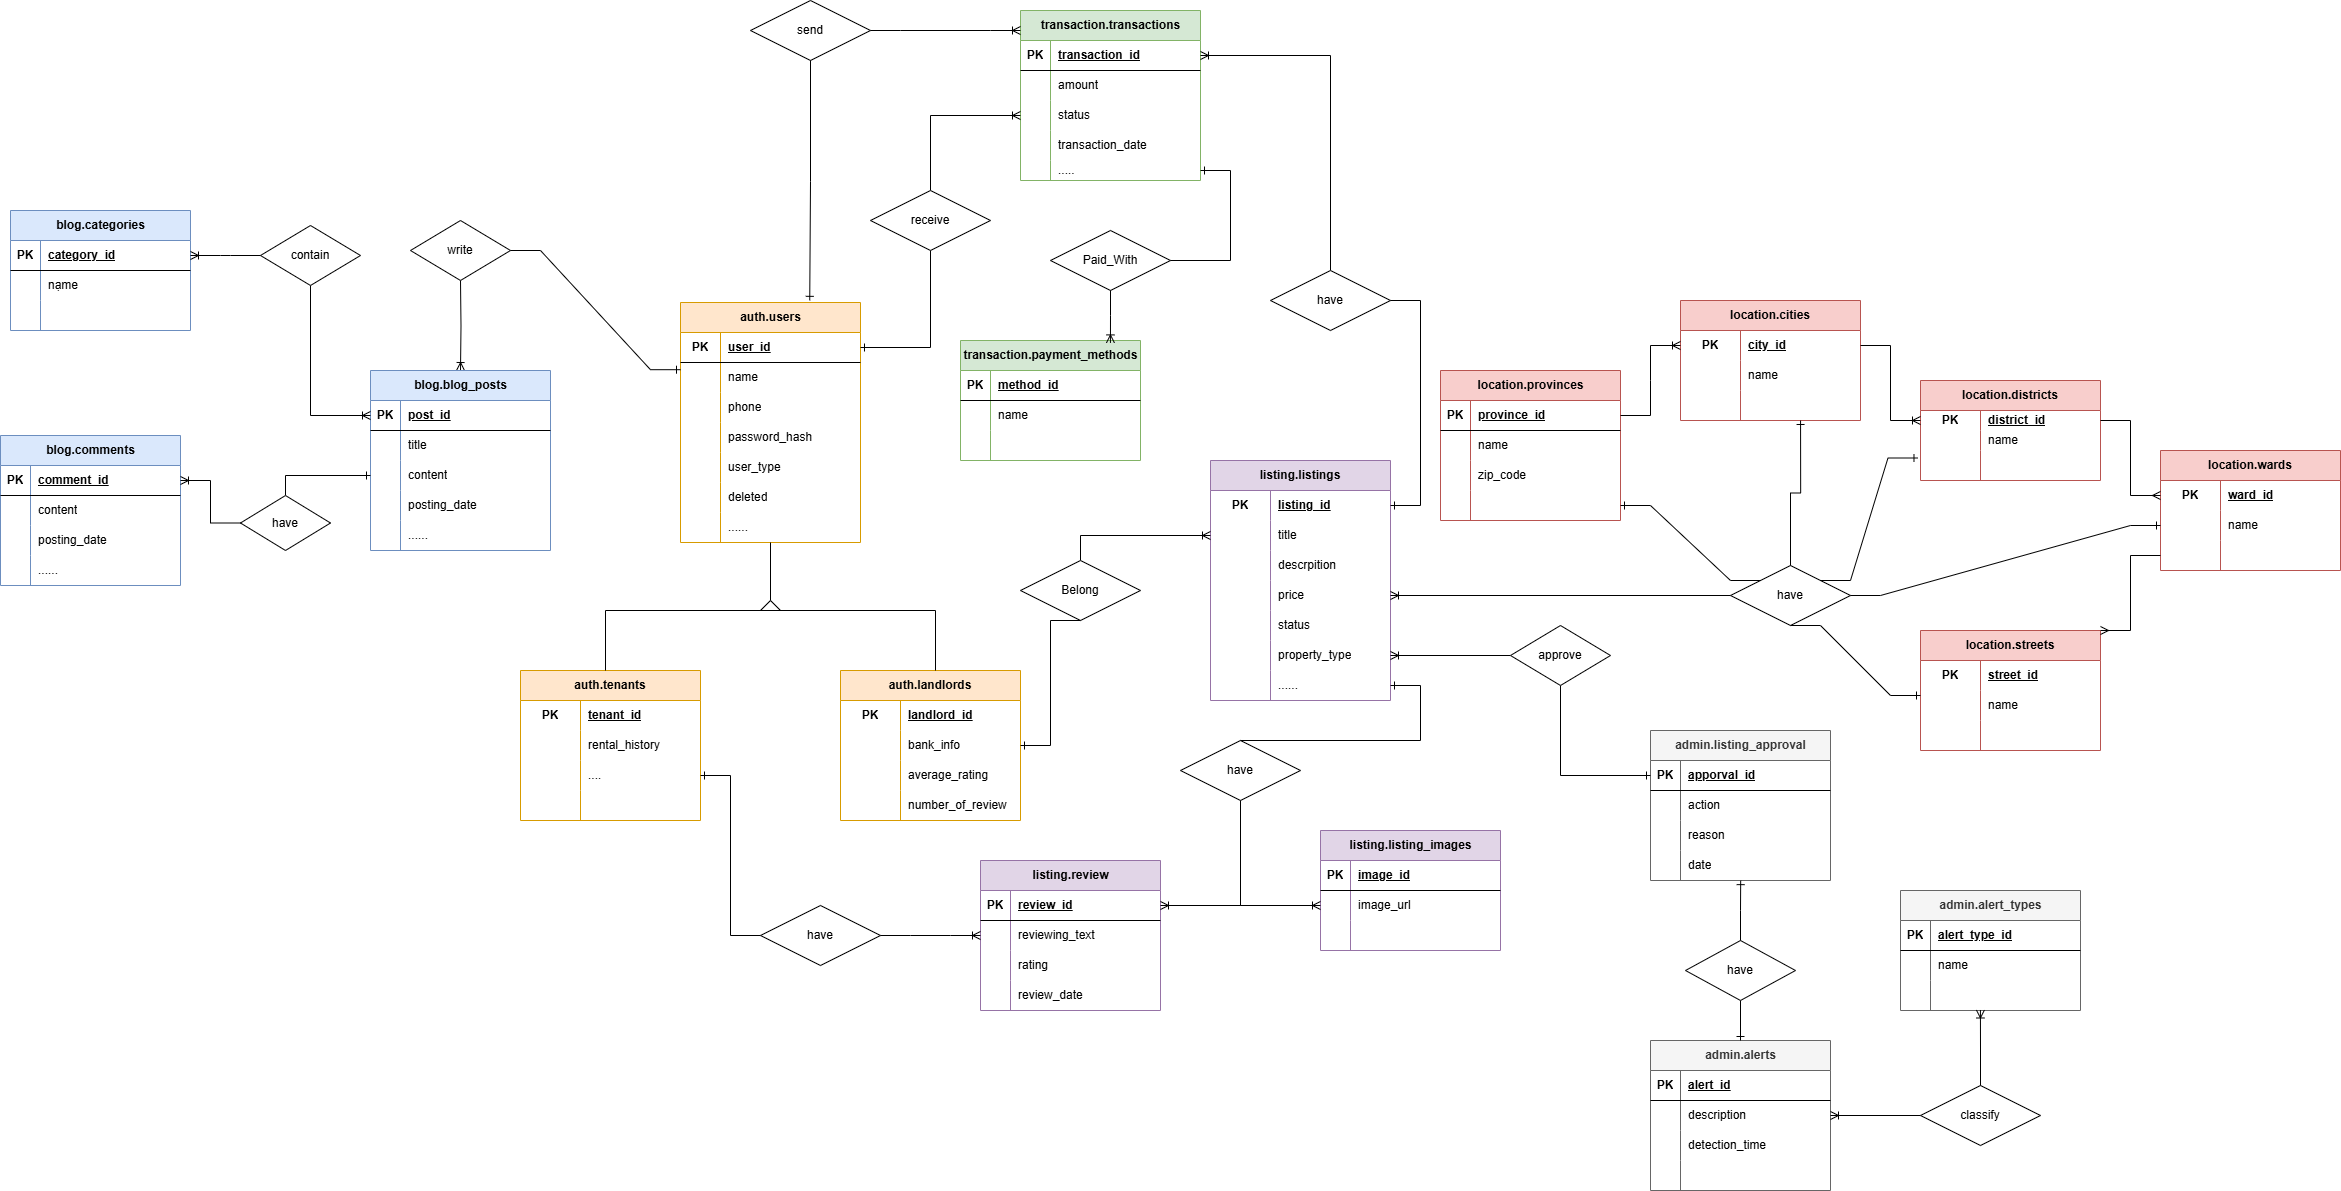 send
transaction.transactions
PK transaction_id
amount
status
transaction_date
.....
receive
Paid_With
have
transaction.payment_methods
PK method_id
name
blog.categories
PK category_id
name
contain
write
blog.blog_posts
PK post_id
title
content
posting_date
......
blog.comments
PK comment_id
content
posting_date
......
have
auth.users
PK user_id
name
phone
password_hash
user_type
deleted
......
auth.tenants
PK tenant_id
rental_history
....
auth.landlords
PK landlord_id
bank_info
average_rating
number_of_review
Belong
listing.listings
PK listing_id
title
descrpition
price
status
property_type
......
location.provinces
PK province_id
name
zip_code
location.cities
PK city_id
name
location.districts
PK district_id
name
location.wards
PK ward_id
name
have
location.streets
PK street_id
name
approve
have
have
listing.review
PK review_id
reviewing_text
rating
review_date
listing.listing_images
PK image_id
image_url
admin.listing_approval
PK apporval_id
action
reason
date
have
admin.alert_types
PK alert_type_id
name
admin.alerts
PK alert_id
description
detection_time
classify